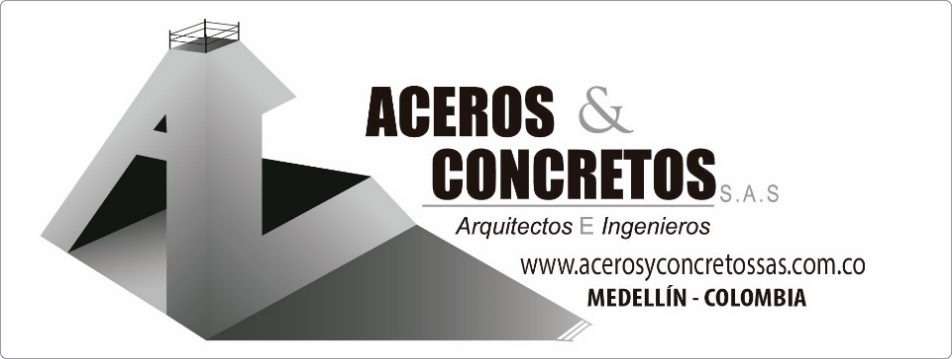 ACEROS &
CONCRETOS S.A.S
Arquitectos E Ingenieros
www.acerosyconcretossas.com.co
MEDELLÍN - COLOMBIA